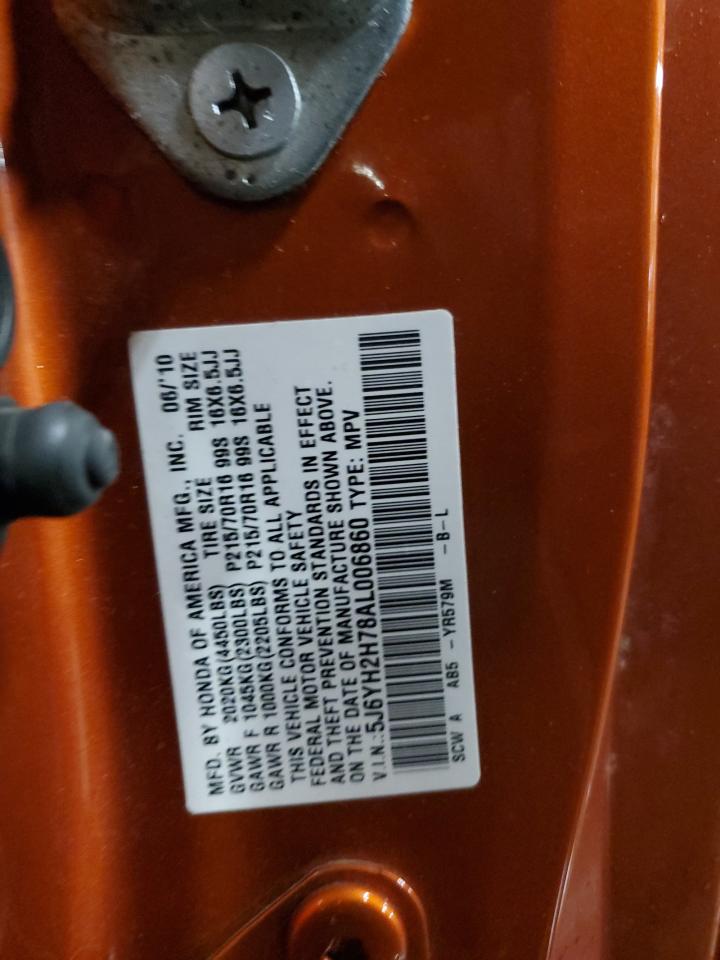 MFD. BY HONDA OF AMERICA MFG., INC. 06/'10
GVWR 2020KG(4450LBS) TIRE SIZE RIM SIZE
GAWR F 1045KG(2300LBS) P215/70R16 99S 16X6.5JJ
GAWR R 1000KG(2205LBS) P215/70R16 99S 16X6.5JJ
THIS VEHICLE CONFORMS TO ALL APPLICABLE
FEDERAL MOTOR VEHICLE SAFETY
AND THEFT PREVENTION STANDARDS IN EFFECT
ON THE DATE OF MANUFACTURE SHOWN ABOVE.
V.I.N.:5J6YH2H78AL006860 TYPE: MPV
SCW A AB5 - YR579M - B - L